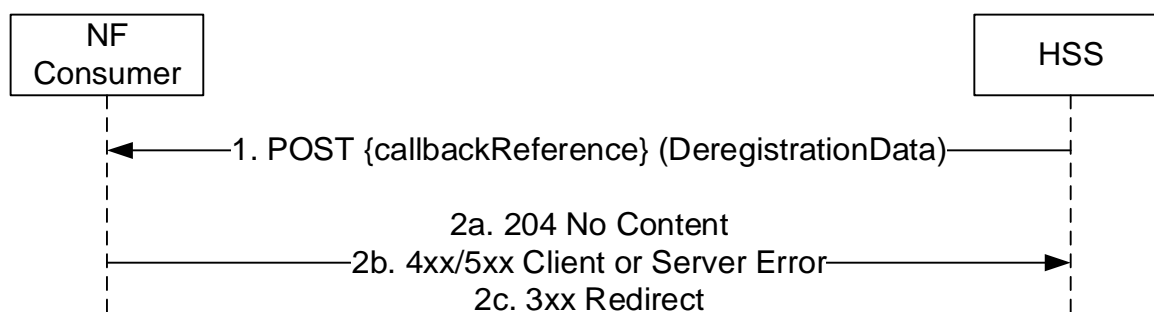 NF
Consumer
HSS
1. POST {callbackReference} (DeregistrationData)
2a. 204 No Content
2b. 4xx/5xx Client or Server Error
2c. 3xx Redirect